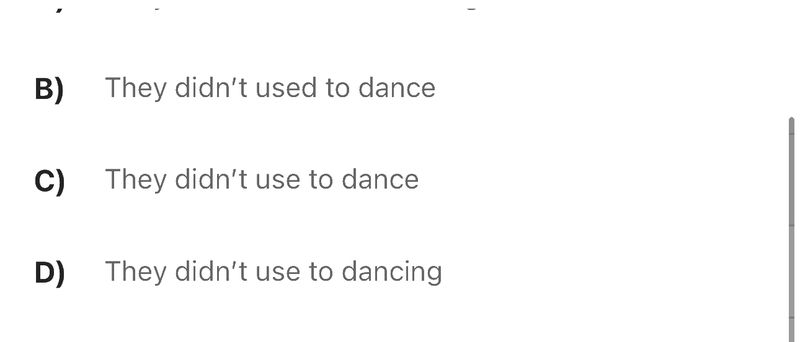 B) They didn't used to dance
C) They didn't use to dance
D) They didn't use to dancing